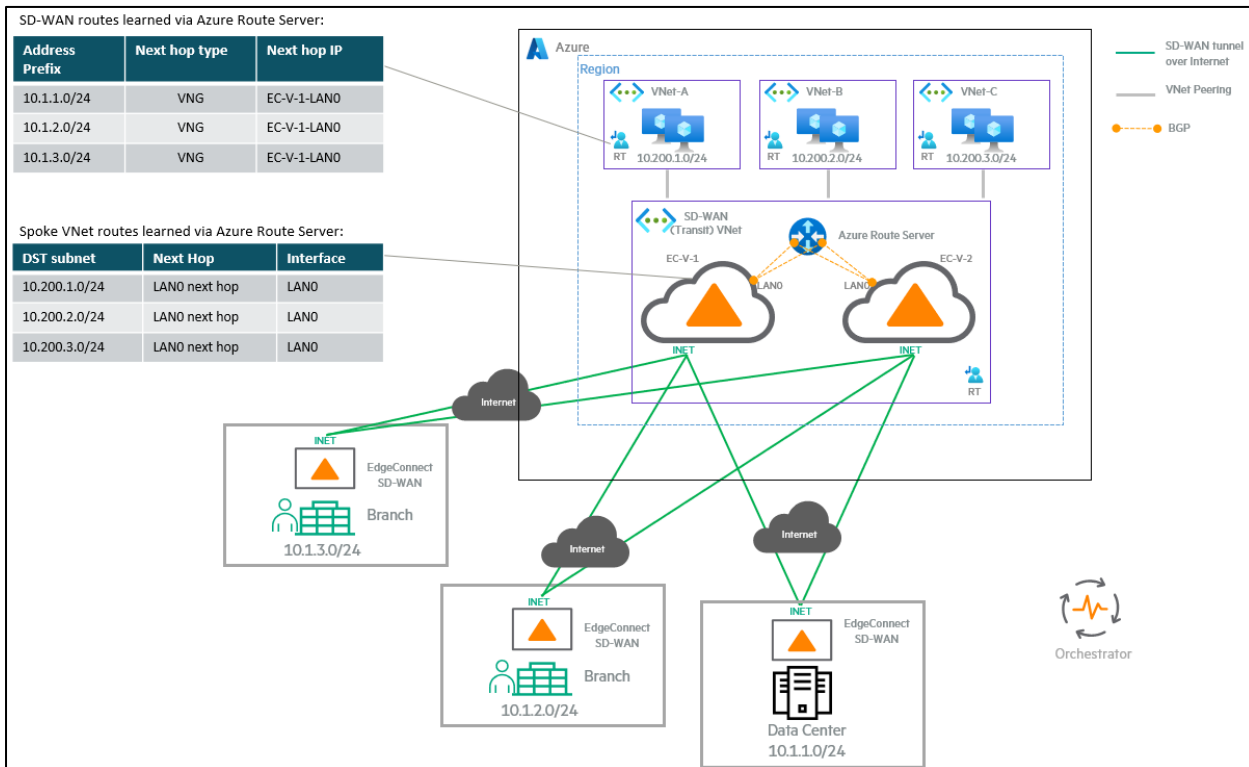 SD-WAN routes learned via Azure Route Server:
Address Prefix Next hop type Next hop IP
10.1.1.0/24 VNG EC-V-1-LAN0
10.1.2.0/24 VNG EC-V-1-LAN0
10.1.3.0/24 VNG EC-V-1-LAN0
Spoke VNet routes learned via Azure Route Server:
DST subnet Next Hop Interface
10.200.1.0/24 LAN0 next hop LAN0
10.200.2.0/24 LAN0 next hop LAN0
10.200.3.0/24 LAN0 next hop LAN0
Azure
Region
VNet-A
RT
10.200.1.0/24
VNet-B
RT
10.200.2.0/24
VNet-C
RT
10.200.3.0/24
SD-WAN
(Transit) VNet
Azure Route Server
EC-V-1
LAN0
INET
EC-V-2
LAN0
INET
RT
SD-WAN tunnel
over Internet
VNet Peering
BGP
Internet
INET
EdgeConnect
SD-WAN
Branch
10.1.3.0/24
Internet
INET
EdgeConnect
SD-WAN
Branch
10.1.2.0/24
Internet
INET
EdgeConnect
SD-WAN
Data Center
10.1.1.0/24
Orchestrator